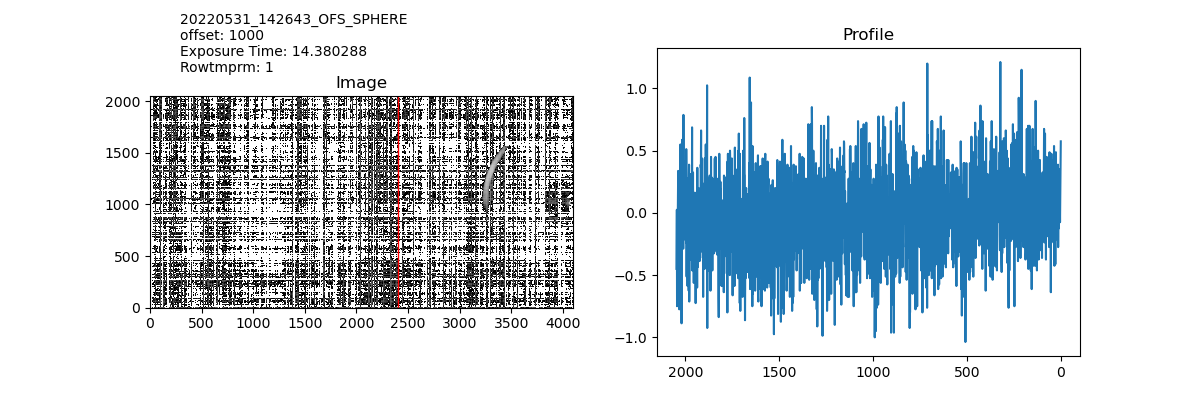 20220531_142643_OFS_SPHERE
offset: 1000
Exposure Time: 14.380288
Rowtmprm: 1
Image
2000
1500
1000
500
0
0 500 1000 1500 2000 2500 3000 3500 4000
Profile
1.0
0.5
0.0
−0.5
−1.0
2000 1500 1000 500 0